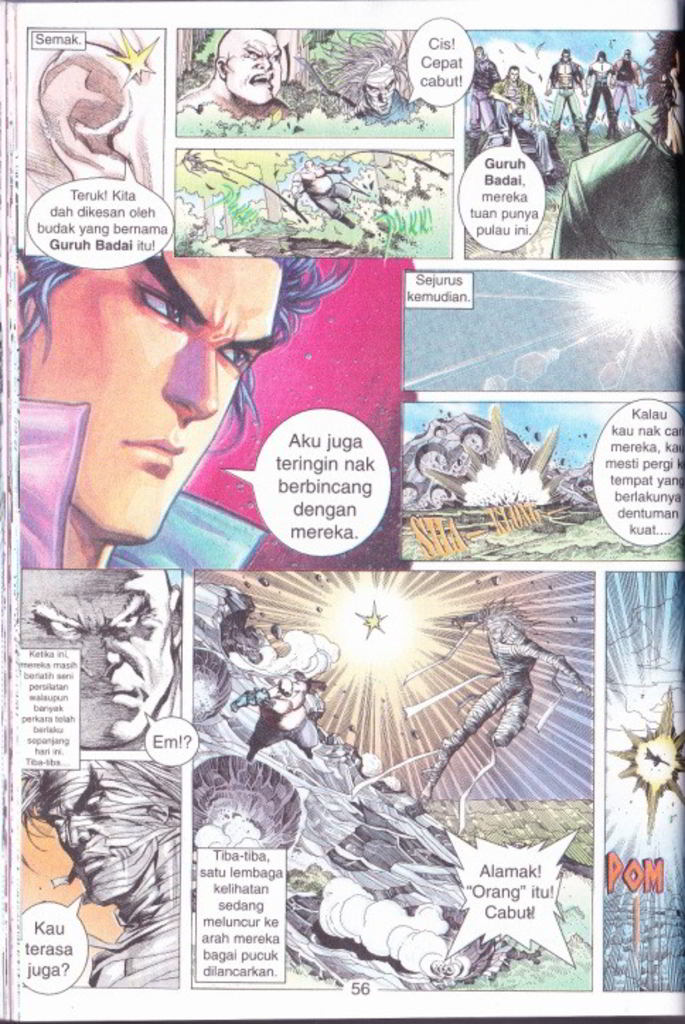 Semak.
Teruk! Kita
dah dikesan oleh
budak yang bernama
Guruh Badai itu!
Cis!
Cepat
cabut!
Guruh
Badai,
mereka
tuan punya
pulau ini.
Aku juga
teringin nak
berbincang
dengan
mereka.
Sejurus
kemudian.
Kalau
kau nak cari
mereka, kau
mesti pergi k
tempat yang
berlakunya
dentuman
kuat....
Ketika ini,
mereka masih
berlatih seni
persilatan
walaupun
banyak
perkara telah
berlaku
sepanjang
hari ini.
Tiba-tiba...
Em!?
Kau
terasa
juga?
Tiba-tiba,
satu lembaga
kelihatan
sedang
meluncur ke
arah mereka
bagai pucuk
dilancarkan.
Alamak!
"Orang" itu!
Cabut!
POM
56